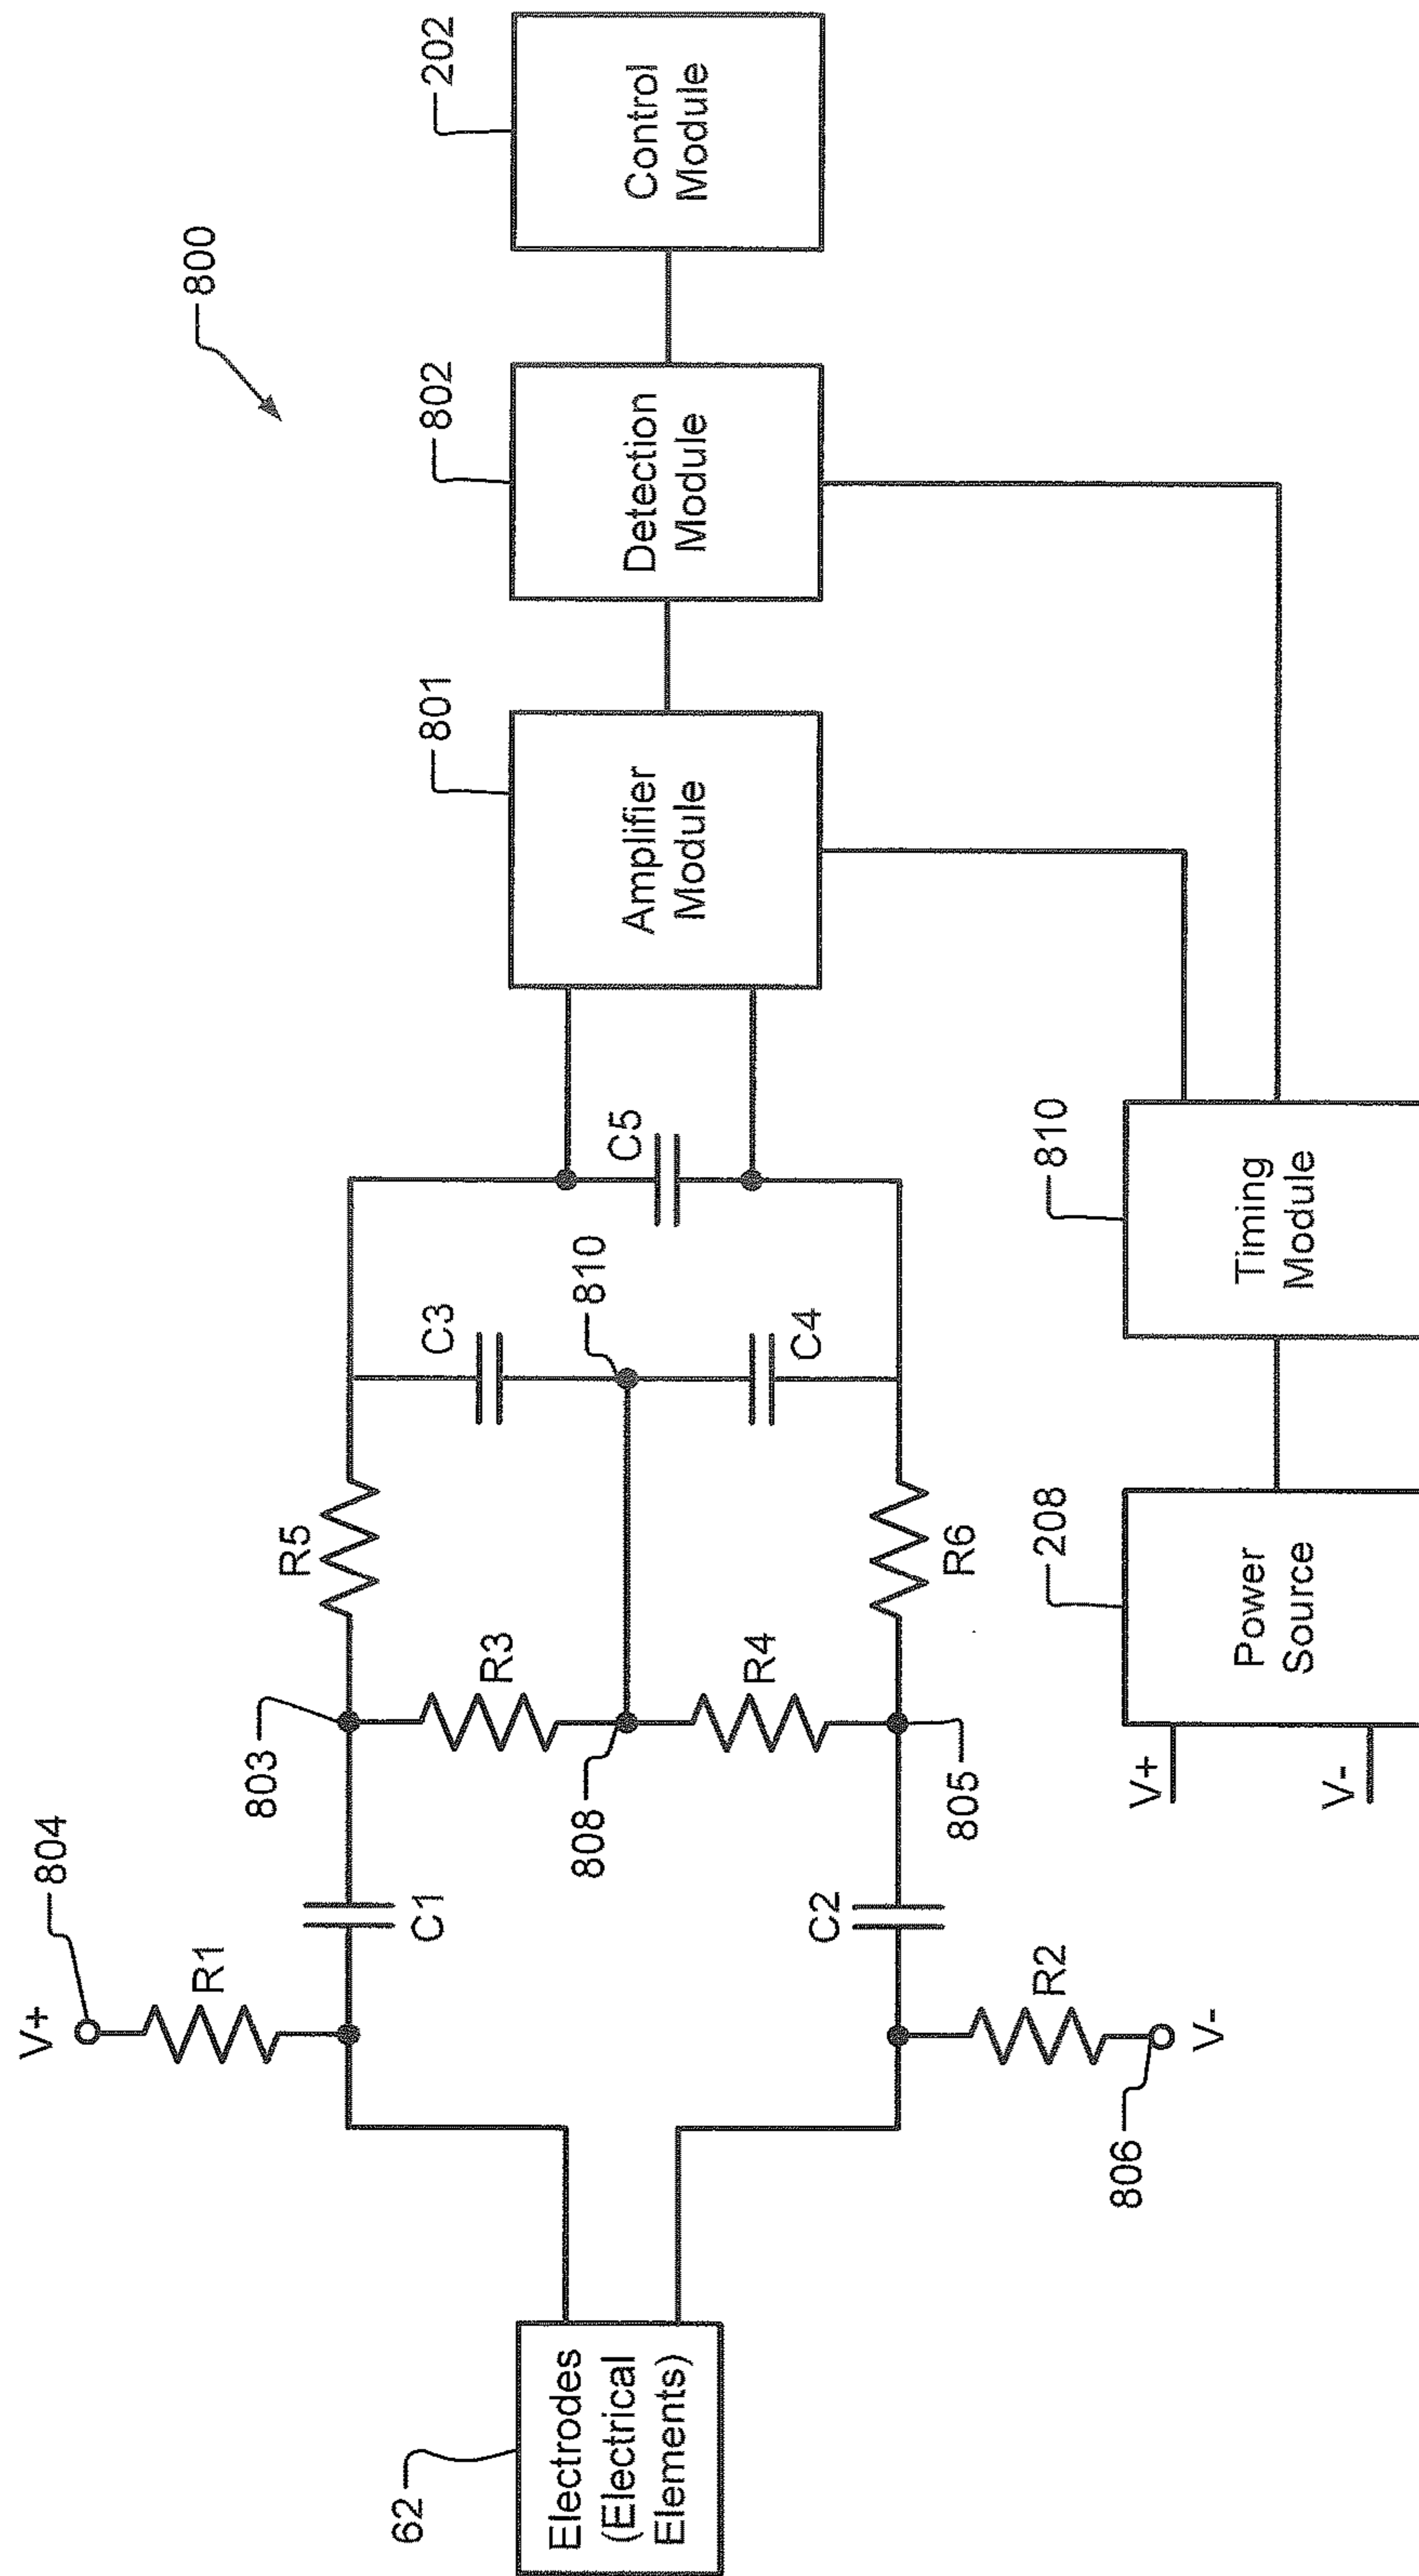 800
V+
804
R1
803
R5
C3
C1
R3
810
C5
808
R4
C4
C2
805
R6
R2
V-
806
62
Electrodes
(Electrical
Elements)
801
Amplifier
Module
802
Detection
Module
202
Control
Module
208
Power
Source
V+
V-
810
Timing
Module